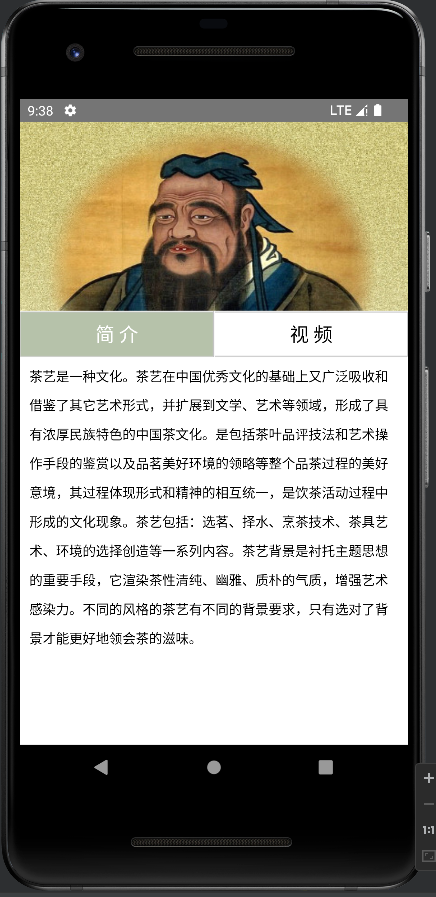 9:38 LTE
简介 视频
茶艺是一种文化。茶艺在中国优秀文化的基础上又广泛吸收和
借鉴了其它艺术形式，并扩展到文学、艺术等领域，形成了具
有浓厚民族特色的中国茶文化。是包括茶叶品评技法和艺术操
作手段的鉴赏以及品茗美好环境的领略等整个品茶过程的美好
意境，其过程体现形式和精神的相互统一，是饮茶活动过程中
形成的文化现象。茶艺包括：选茗、择水、烹茶技术、茶具艺
术、环境的选择创造等一系列内容。茶艺背景是衬托主题思想
的重要手段，它渲染茶性清纯、幽雅、质朴的气质，增强艺术
感染力。不同的风格的茶艺有不同的背景要求，只有选对了背
景才能更好地领会茶的滋味。
1:1